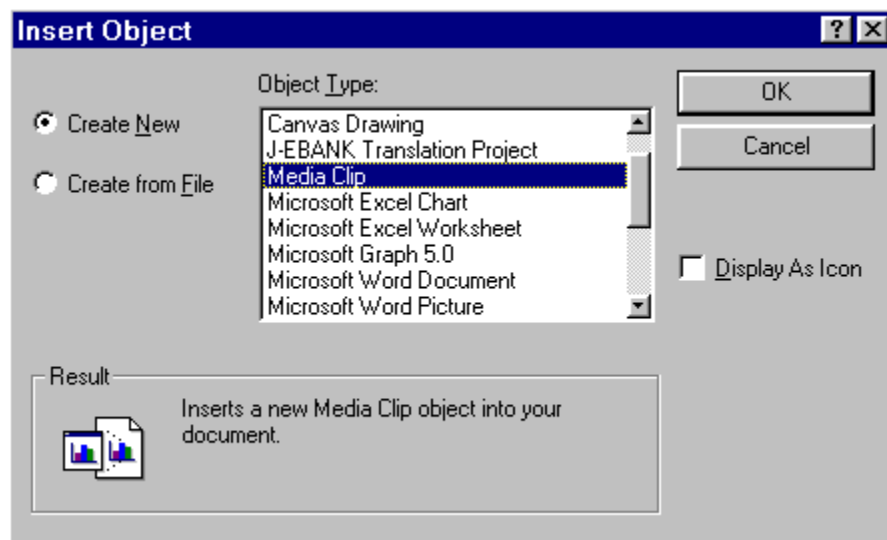 Insert Object
Object Type:
Create New
Create from File
Canvas Drawing
J-EBANK Translation Project
Media Clip
Microsoft Excel Chart
Microsoft Excel Worksheet
Microsoft Graph 5.0
Microsoft Word Document
Microsoft Word Picture
OK
Cancel
Display As Icon
Result
Inserts a new Media Clip object into your
document.